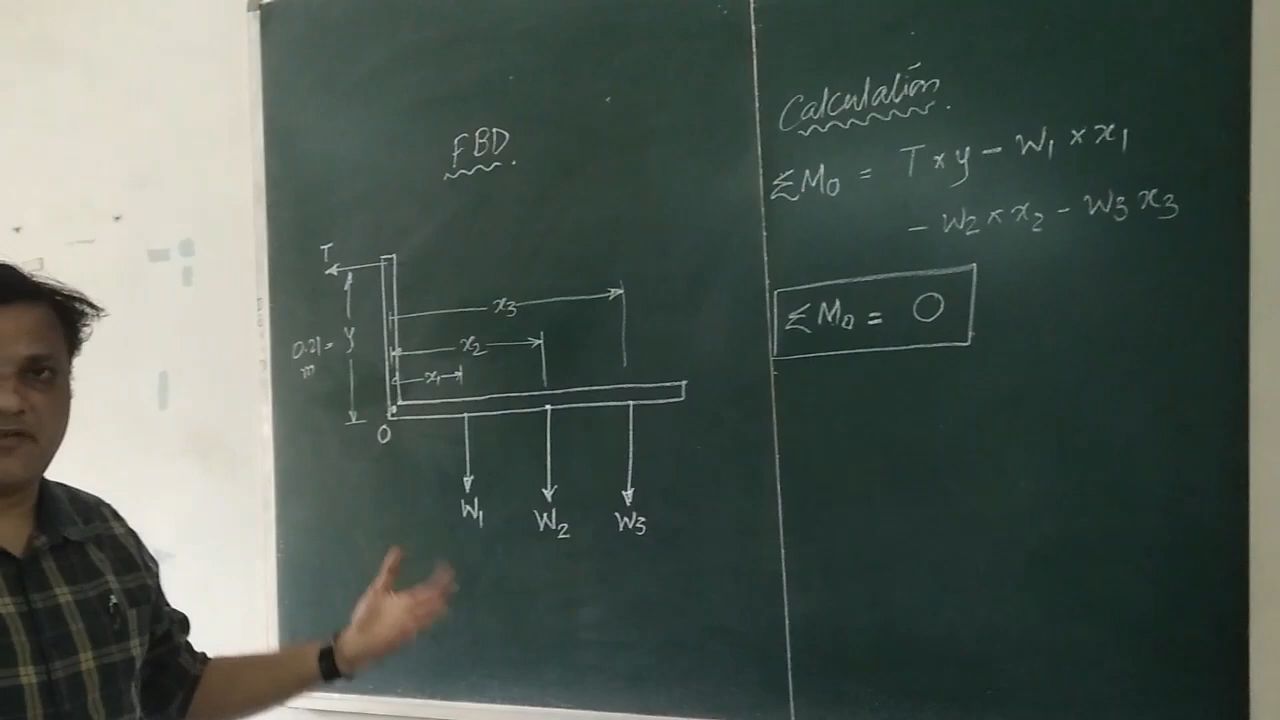 FBD.
T
x3
0.21 = y
m
x2
x1
O
W1
W2
W3
Calculation.
ΣMo = T × y - W1 × x1
- W2 × x2 - W3 x3
ΣMo = 0